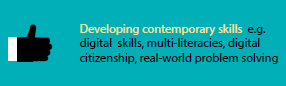 Developing contemporary skills e.g.
digital skills, multi-literacies, digital
citizenship, real-world problem solving